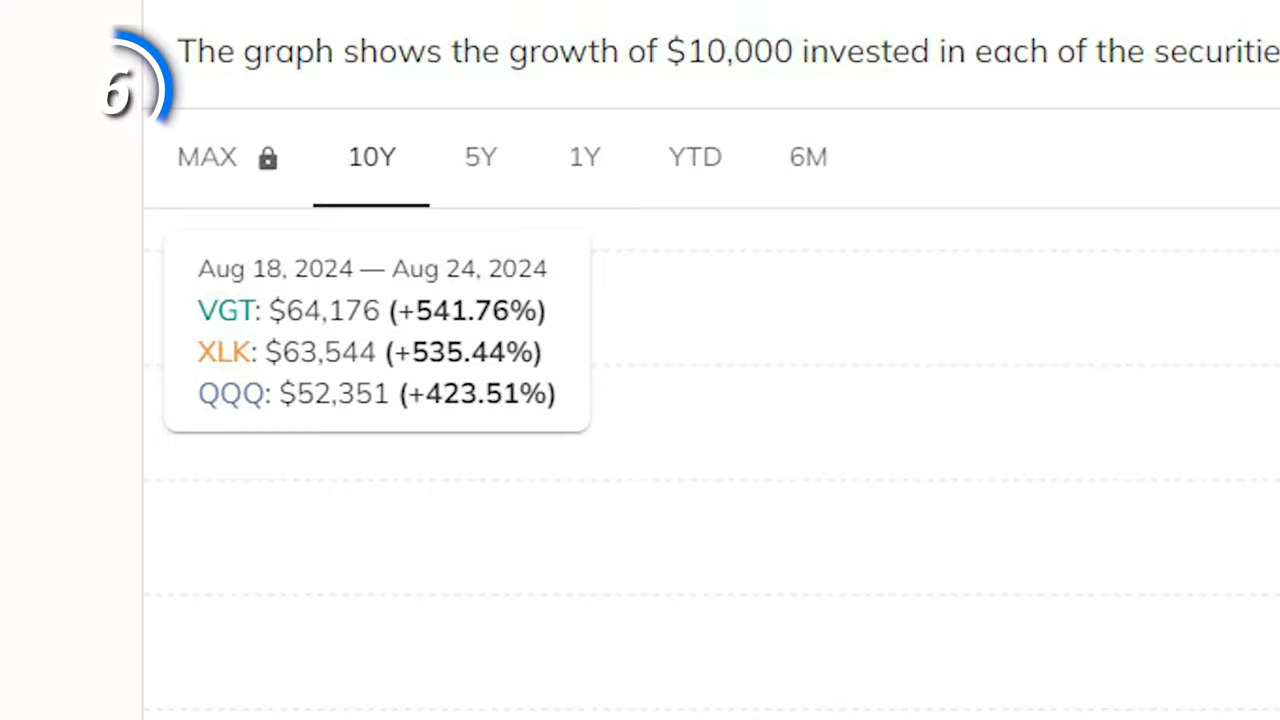 The graph shows the growth of $10,000 invested in each of the securitie
6
MAX 10Y 5Y 1Y YTD 6M
Aug 18, 2024 — Aug 24, 2024
VGT: $64,176 (+541.76%)
XLK: $63,544 (+535.44%)
QQQ: $52,351 (+423.51%)